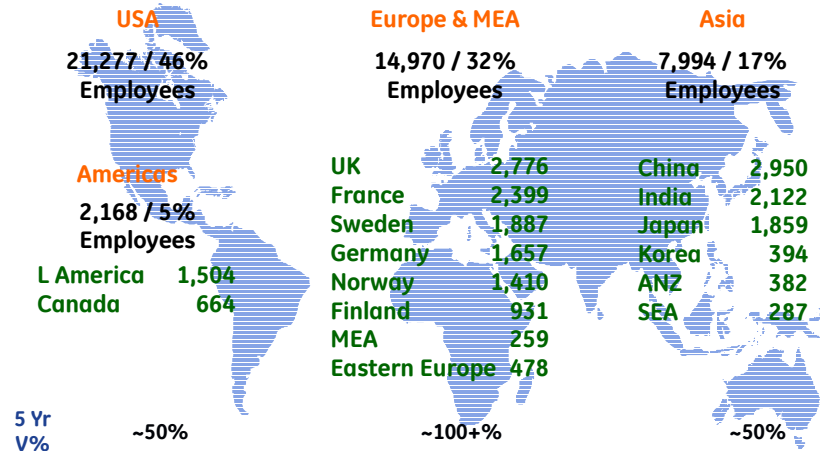 USA
21,277 / 46%
Employees
Americas
2,168 / 5%
Employees
L America 1,504
Canada 664
Europe & MEA
14,970 / 32%
Employees
UK 2,776
France 2,399
Sweden 1,887
Germany 1,657
Norway 1,410
Finland 931
MEA 259
Eastern Europe 478
Asia
7,994 / 17%
Employees
China 2,950
India 2,122
Japan 1,859
Korea 394
ANZ 382
SEA 287
5 Yr
V%
~50%
~100+%
~50%